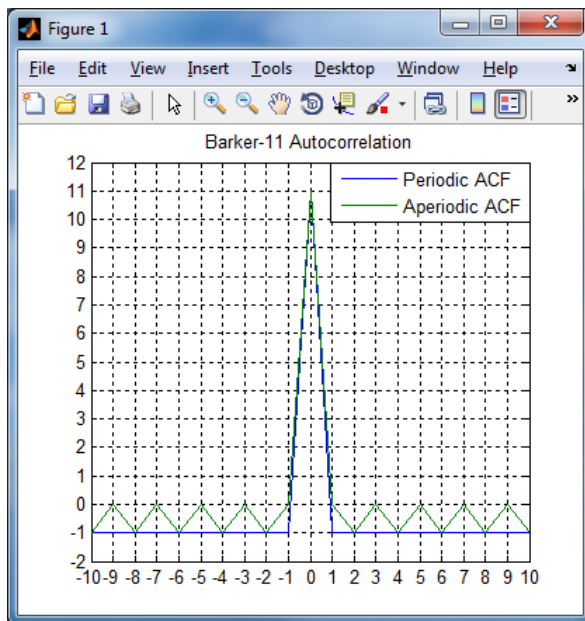 Figure 1
File Edit View Insert Tools Desktop Window Help
Barker-11 Autocorrelation
Periodic ACF
Aperiodic ACF
12
11
10
9
8
7
6
5
4
3
2
1
0
-1
-2
-10 -9 -8 -7 -6 -5 -4 -3 -2 -1 0 1 2 3 4 5 6 7 8 9 10